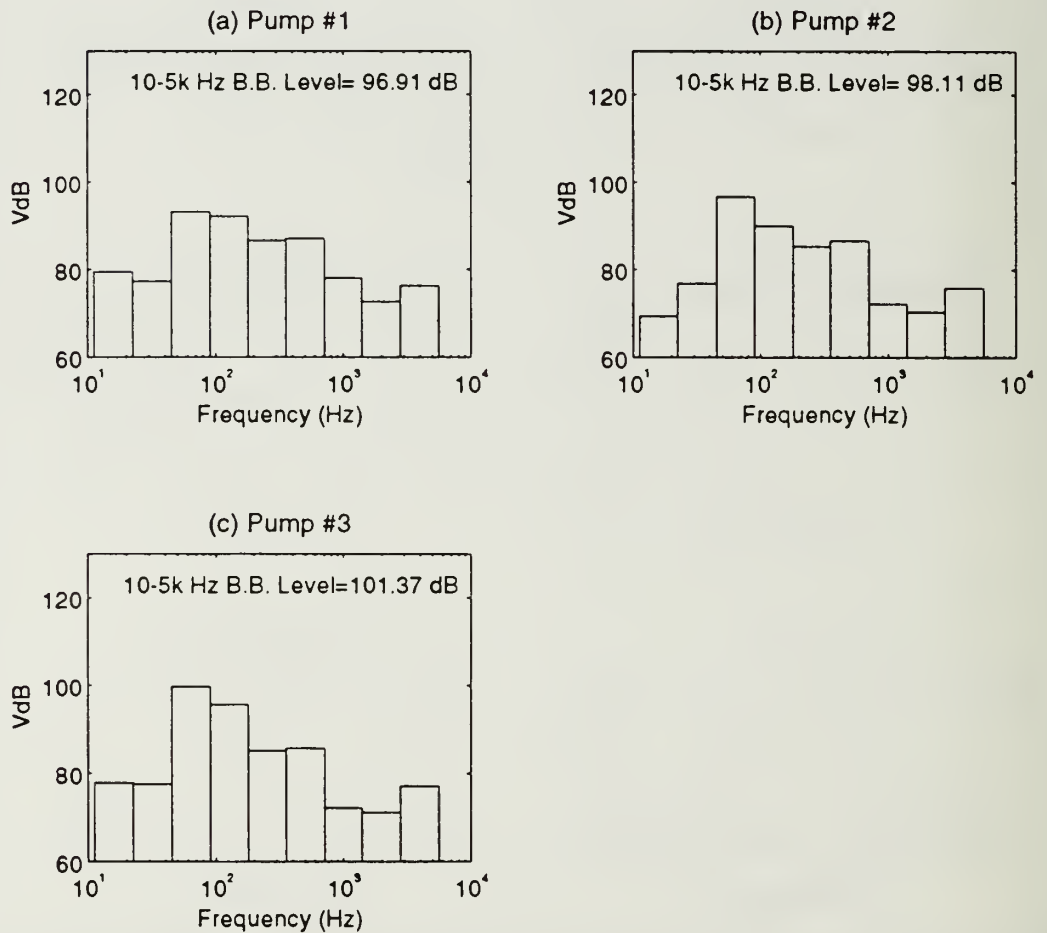 (a) Pump #1
10-5k Hz B.B. Level= 96.91 dB
VdB
120
100
80
60
10¹ 10² 10³ 10⁴
Frequency (Hz)
(b) Pump #2
10-5k Hz B.B. Level= 98.11 dB
VdB
120
100
80
60
10¹ 10² 10³ 10⁴
Frequency (Hz)
(c) Pump #3
10-5k Hz B.B. Level=101.37 dB
VdB
120
100
80
60
10¹ 10² 10³ 10⁴
Frequency (Hz)